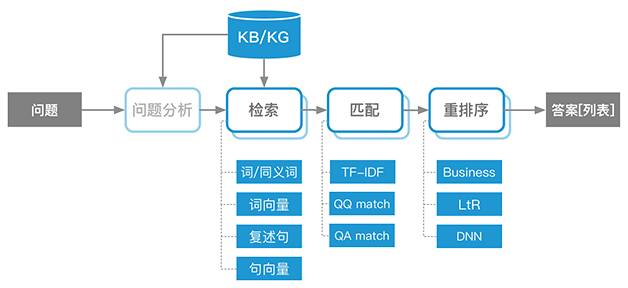 KB/KG
问题
问题分析
检索
匹配
重排序
答案[列表]
词/同义词
TF-IDF
Business
词向量
QQ match
LtR
复述句
QA match
DNN
句向量